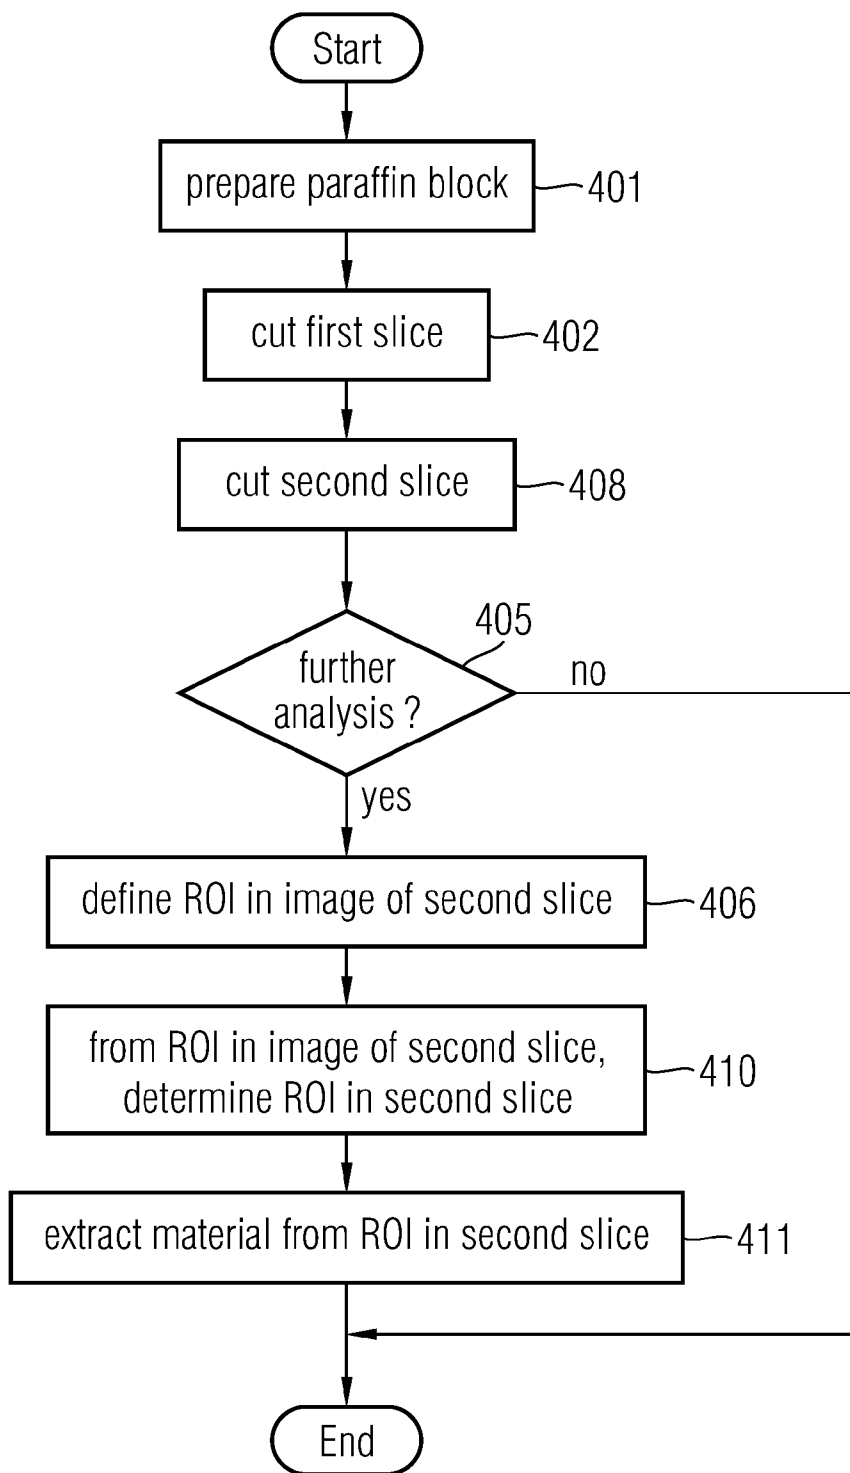 Start
prepare paraffin block
401
cut first slice
402
cut second slice
408
405
further
analysis ?
no
yes
define ROI in image of second slice
406
from ROI in image of second slice,
determine ROI in second slice
410
extract material from ROI in second slice
411
End